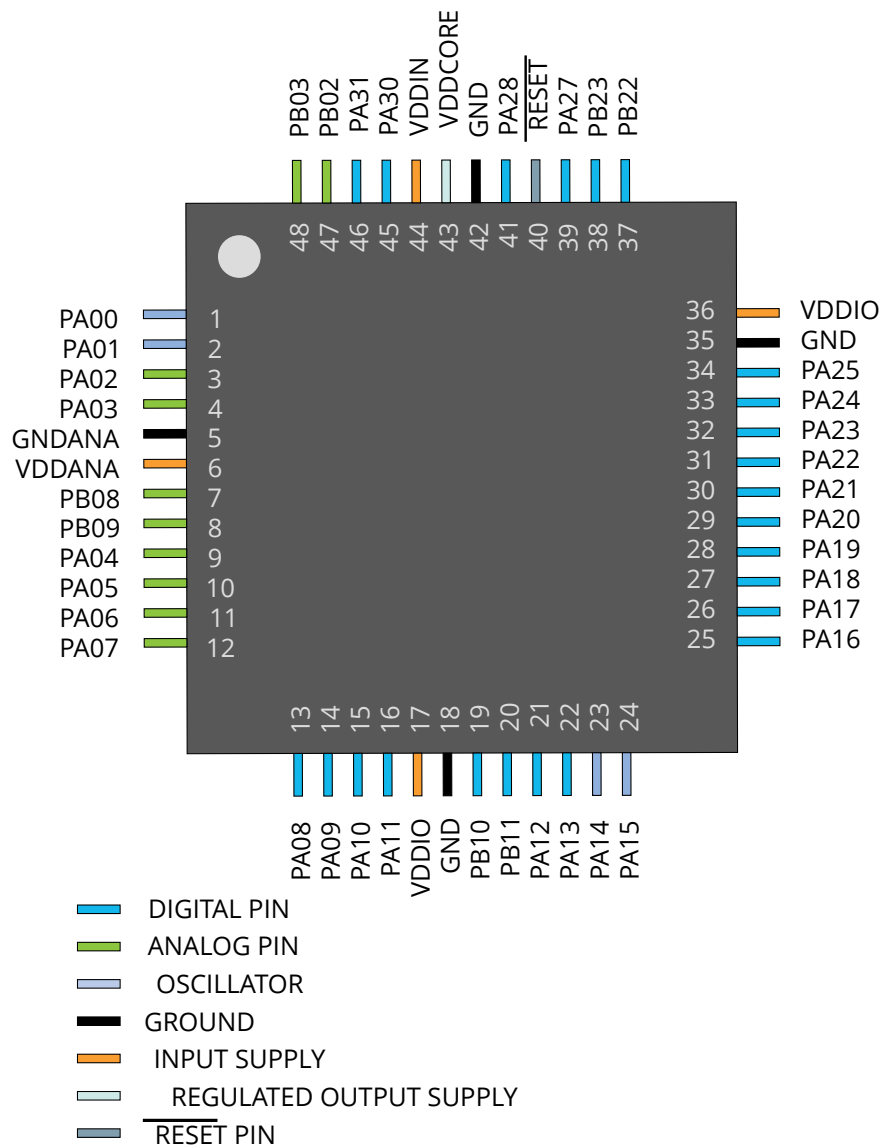 PB03
PB02
PA31
PA30
VDDIN
VDDCORE
GND
PA28
RESET
PA27
PB23
PB22
48
47
46
45
44
43
42
41
40
39
38
37
PA00 1
PA01 2
PA02 3
PA03 4
GNDANA 5
VDDANA 6
PB08 7
PB09 8
PA04 9
PA05 10
PA06 11
PA07 12
36 VDDIO
35 GND
34 PA25
33 PA24
32 PA23
31 PA22
30 PA21
29 PA20
28 PA19
27 PA18
26 PA17
25 PA16
13
14
15
16
17
18
19
20
21
22
23
24
PA08
PA09
PA10
PA11
VDDIO
GND
PB10
PB11
PA12
PA13
PA14
PA15
DIGITAL PIN
ANALOG PIN
OSCILLATOR
GROUND
INPUT SUPPLY
REGULATED OUTPUT SUPPLY
RESET PIN